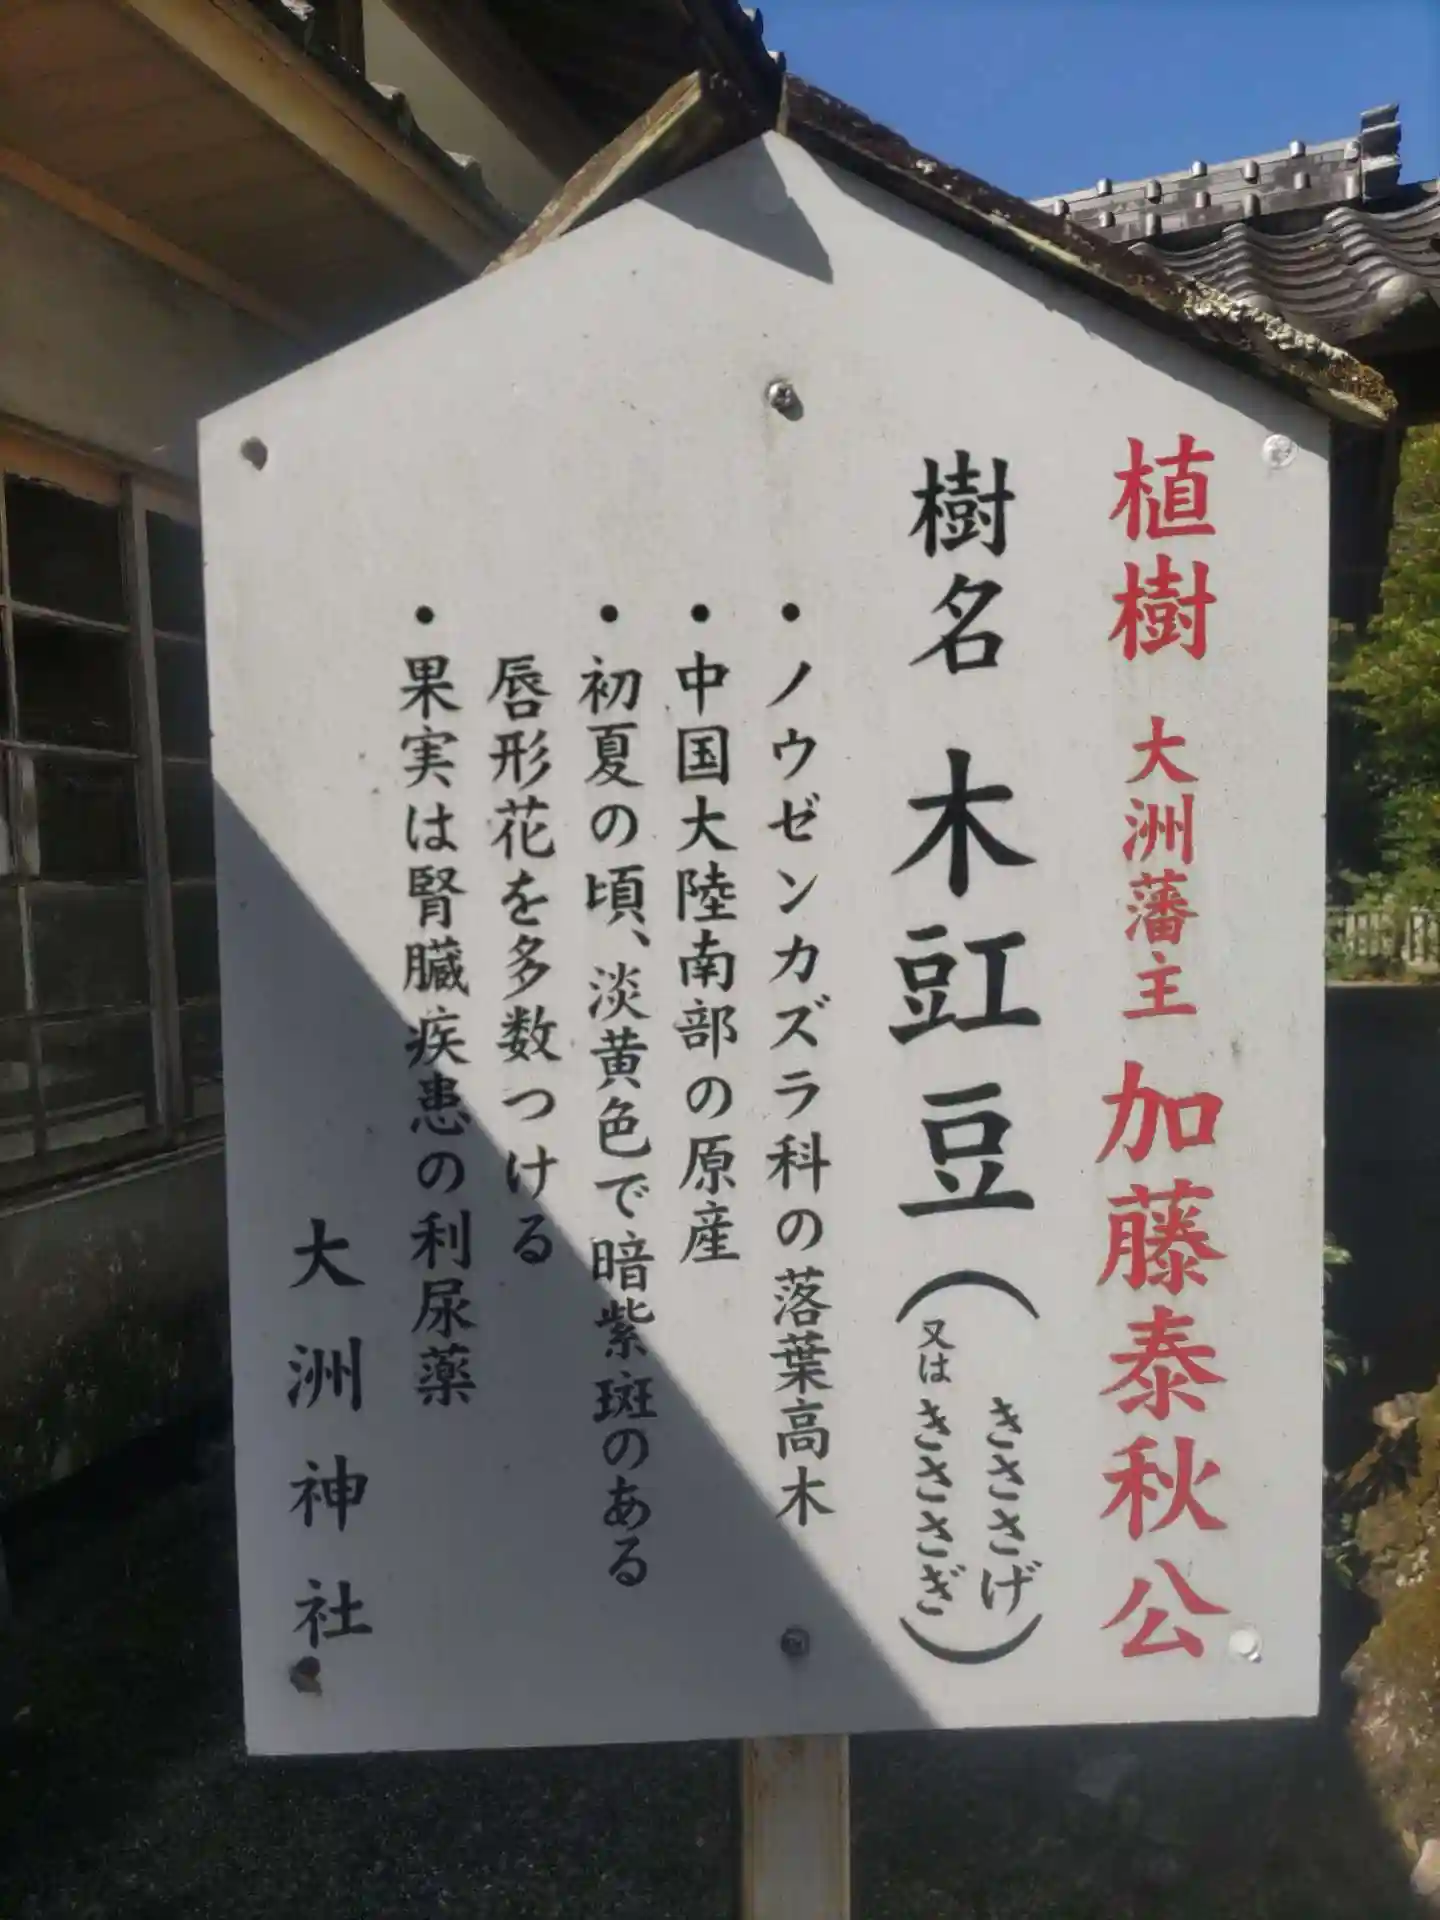 植樹 大洲藩主 加藤泰秋公
樹名 木豇豆(きささげ
又はきささぎ)
・ノウゼンカズラ科の落葉高木
・中国大陸南部の原産
・初夏の頃、淡黄色で暗紫斑のある
唇形花を多数つける
・果実は腎臓疾患の利尿薬
大洲神社